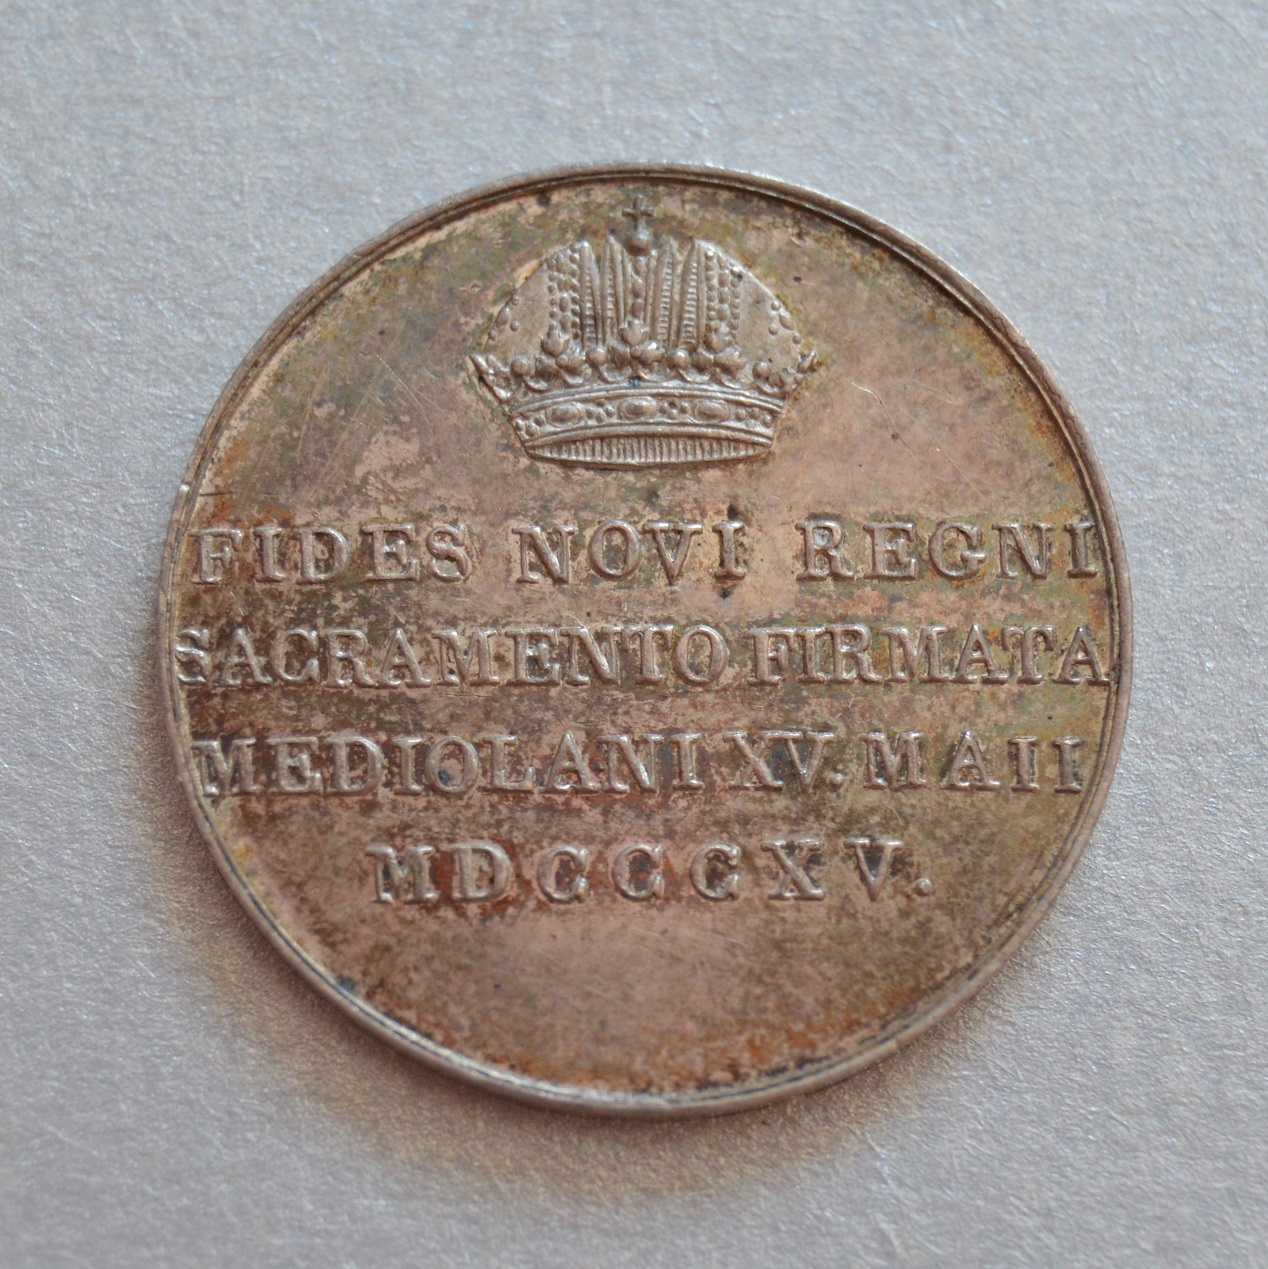 FIDES NOVI REGNI
SACRAMENTO FIRMATA
MEDIOLANI XV. MAII
MDCCCXV.